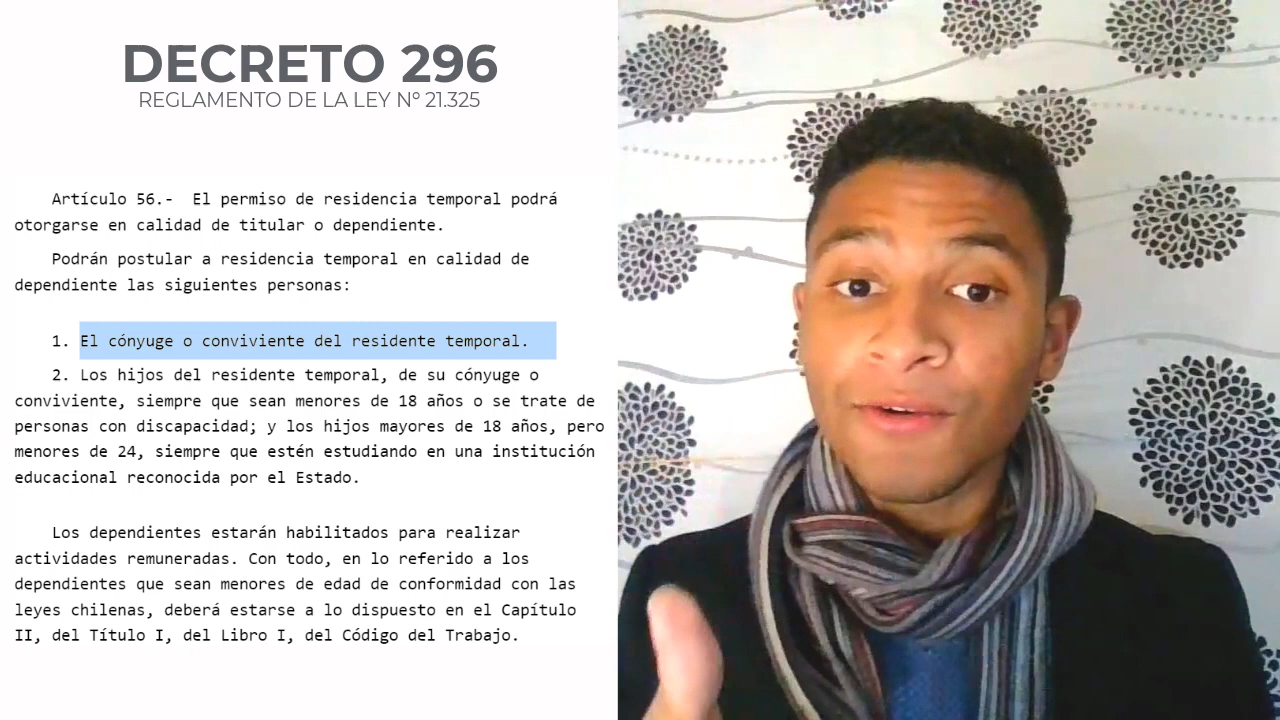 DECRETO 296
REGLAMENTO DE LA LEY Nº 21.325
Artículo 56.- El permiso de residencia temporal podrá
otorgarse en calidad de titular o dependiente.
Podrán postular a residencia temporal en calidad de
dependiente las siguientes personas:
1. El cónyuge o conviviente del residente temporal.
2. Los hijos del residente temporal, de su cónyuge o
conviviente, siempre que sean menores de 18 años o se trate de
personas con discapacidad; y los hijos mayores de 18 años, pero
menores de 24, siempre que estén estudiando en una institución
educacional reconocida por el Estado.
Los dependientes estarán habilitados para realizar
actividades remuneradas. Con todo, en lo referido a los
dependientes que sean menores de edad de conformidad con las
leyes chilenas, deberá estarse a lo dispuesto en el Capítulo
II, del Título I, del Libro I, del Código del Trabajo.